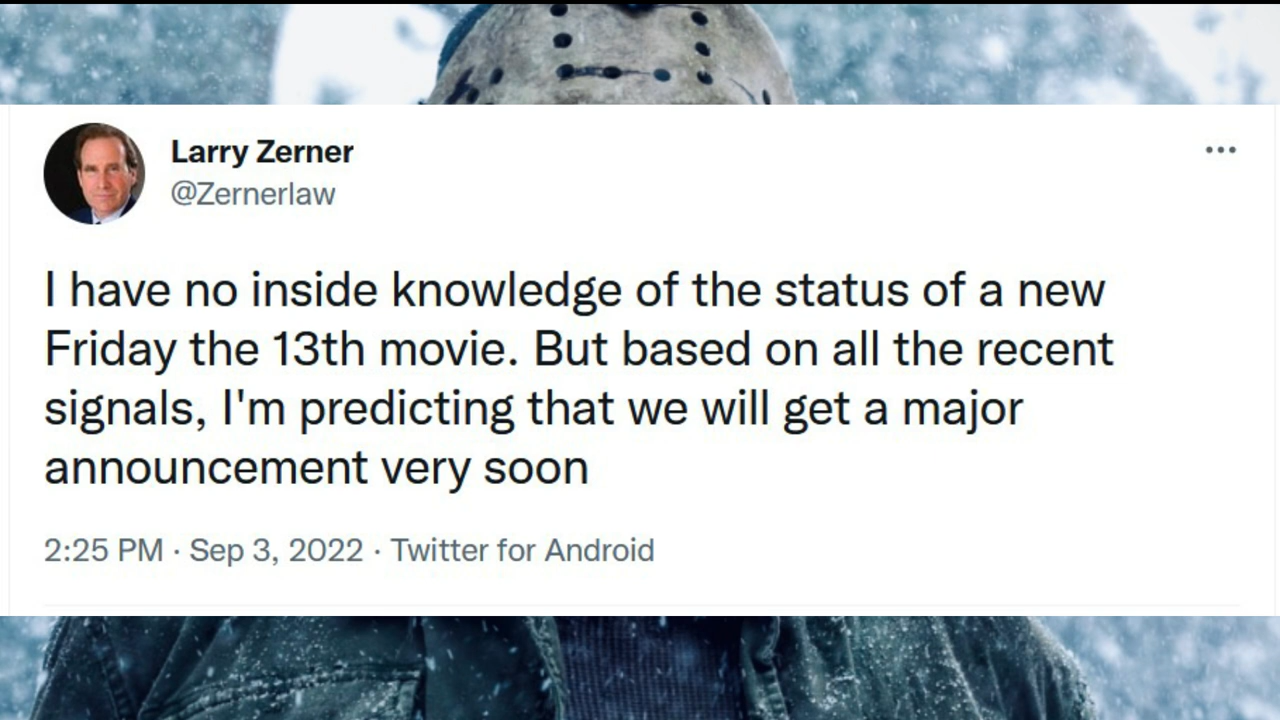 Larry Zerner
@Zernerlaw
I have no inside knowledge of the status of a new
Friday the 13th movie. But based on all the recent
signals, I'm predicting that we will get a major
announcement very soon
2:25 PM · Sep 3, 2022 · Twitter for Android